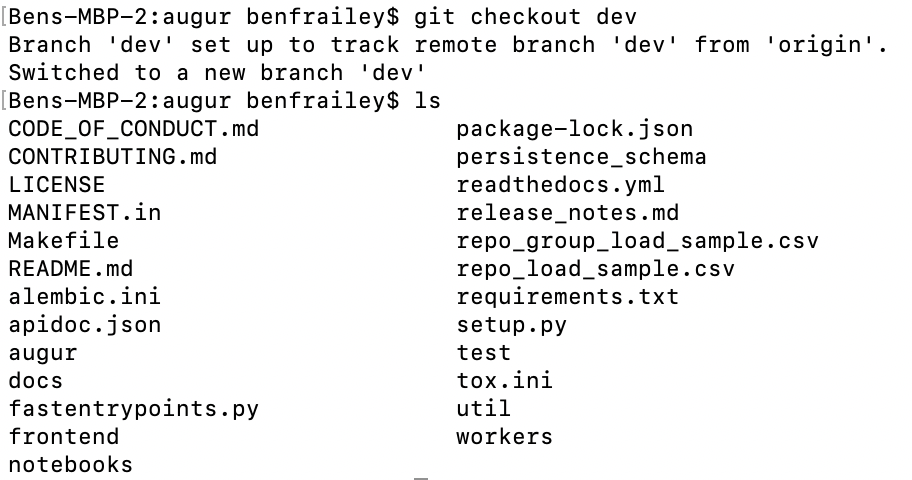 [Bens-MBP-2:augur benfrailey$ git checkout dev
Branch 'dev' set up to track remote branch 'dev' from 'origin'.
Switched to a new branch 'dev'
[Bens-MBP-2:augur benfrailey$ ls
CODE_OF_CONDUCT.md package-lock.json
CONTRIBUTING.md persistence_schema
LICENSE readthedocs.yml
MANIFEST.in release_notes.md
Makefile repo_group_load_sample.csv
README.md repo_load_sample.csv
alembic.ini requirements.txt
apidoc.json setup.py
augur test
docs tox.ini
fastentrypoints.py util
frontend workers
notebooks